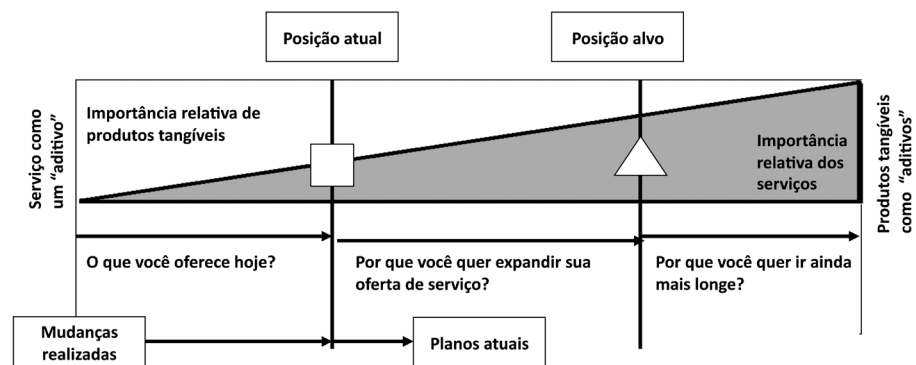 Posição atual
Posição alvo
Serviço como
um “aditivo”
Importância relativa de
produtos tangíveis
Importância
relativa dos
serviços
Produtos tangíveis
como “aditivos”
O que você oferece hoje?
Por que você quer expandir sua
oferta de serviço?
Por que você quer ir ainda
mais longe?
Mudanças
realizadas
Planos atuais